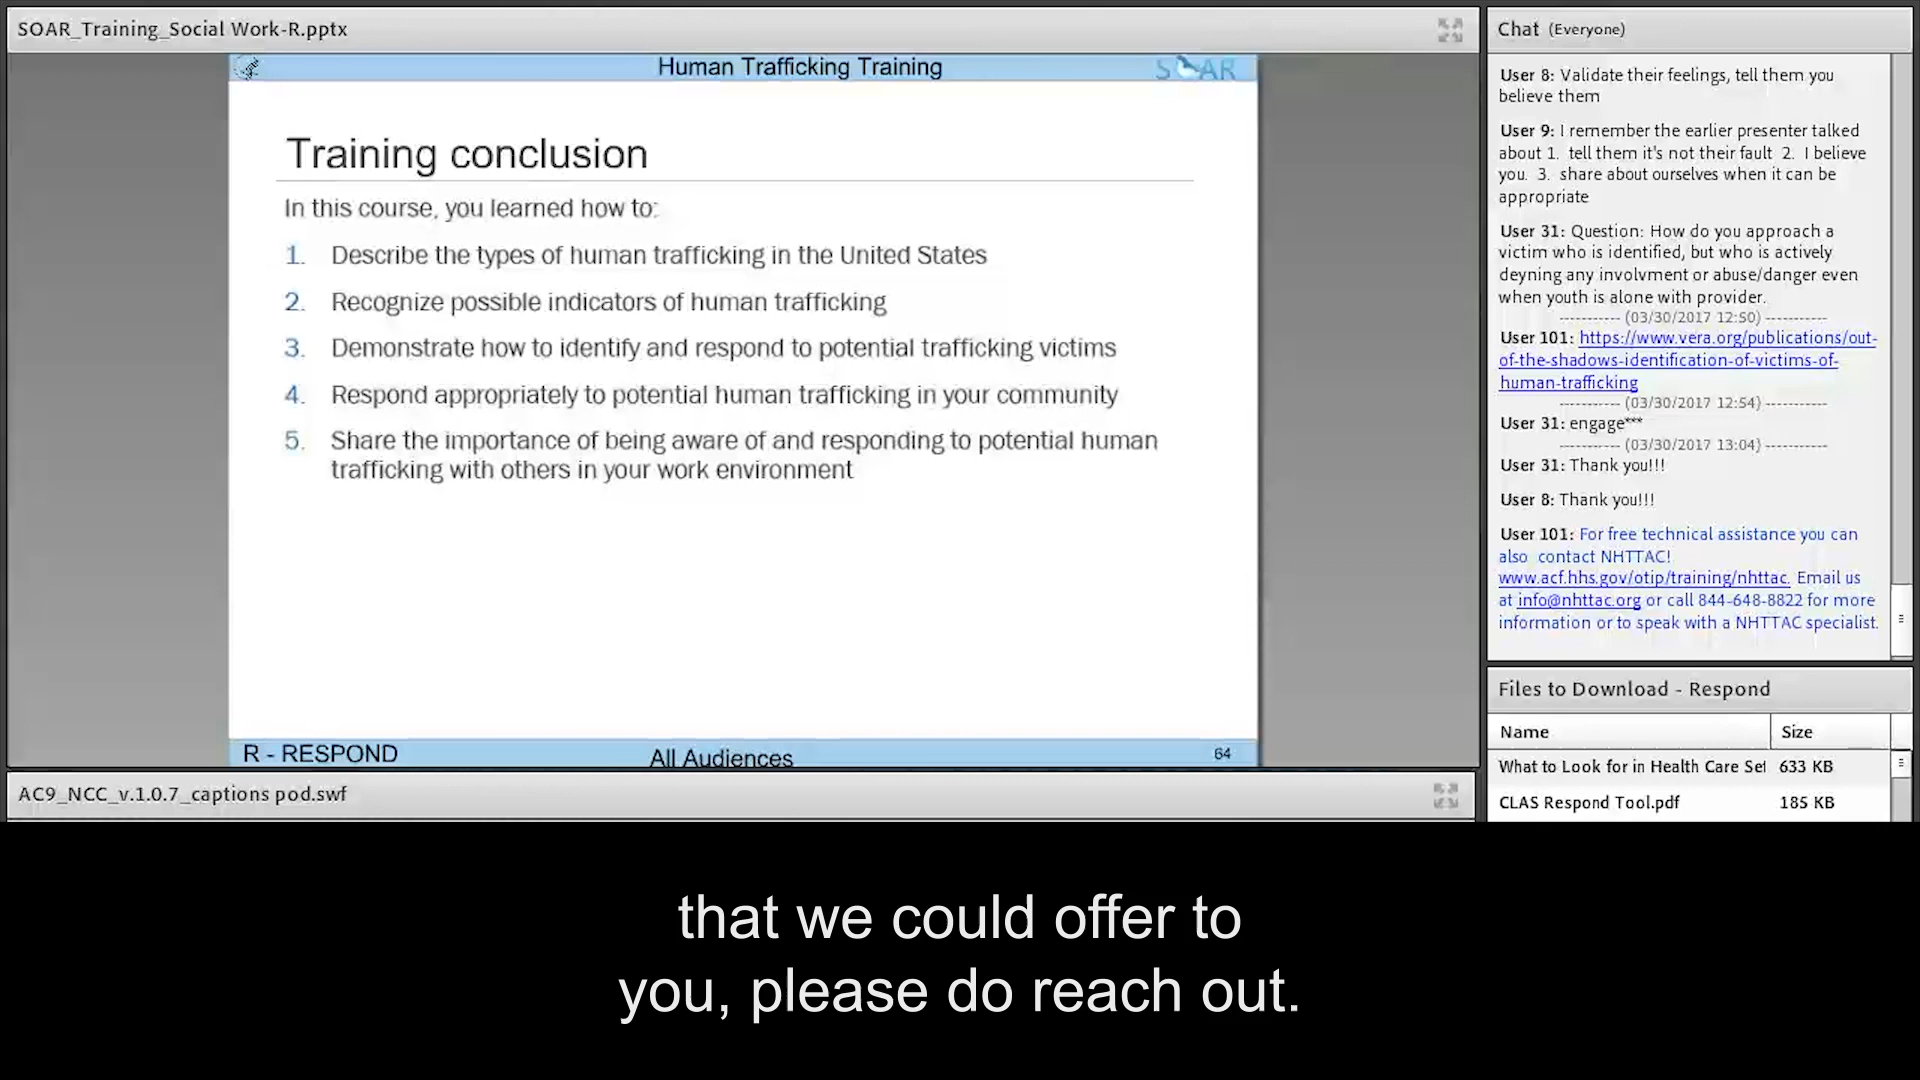 SOAR_Training_Social Work-R.pptx
Human Trafficking Training
SOAR
Training conclusion
In this course, you learned how to:
1. Describe the types of human trafficking in the United States
2. Recognize possible indicators of human trafficking
3. Demonstrate how to identify and respond to potential trafficking victims
4. Respond appropriately to potential human trafficking in your community
5. Share the importance of being aware of and responding to potential human
trafficking with others in your work environment
R - RESPOND
All Audiences
64
Chat (Everyone)
User 8: Validate their feelings, tell them you
believe them
User 9: I remember the earlier presenter talked
about 1. tell them it's not their fault 2. I believe
you. 3. share about ourselves when it can be
appropriate
User 31: Question: How do you approach a
victim who is identified, but who is actively
deyning any involvment or abuse/danger even
when youth is alone with provider.
----------- (03/30/2017 12:50) -----------
User 101: https://www.vera.org/publications/out-
of-the-shadows-identification-of-victims-of-
human-trafficking
----------- (03/30/2017 12:54) -----------
User 31: engage***
----------- (03/30/2017 13:04) -----------
User 31: Thank you!!!
User 8: Thank you!!!
User 101: For free technical assistance you can
also contact NHTTAC!
www.acf.hhs.gov/otip/training/nhttac. Email us
at info@nhttac.org or call 844-648-8822 for more
information or to speak with a NHTTAC specialist.
Files to Download - Respond
Name Size
What to Look for in Health Care Set 633 KB
CLAS Respond Tool.pdf 185 KB
AC9_NCC_v.1.0.7_captions pod.swf
that we could offer to
you, please do reach out.